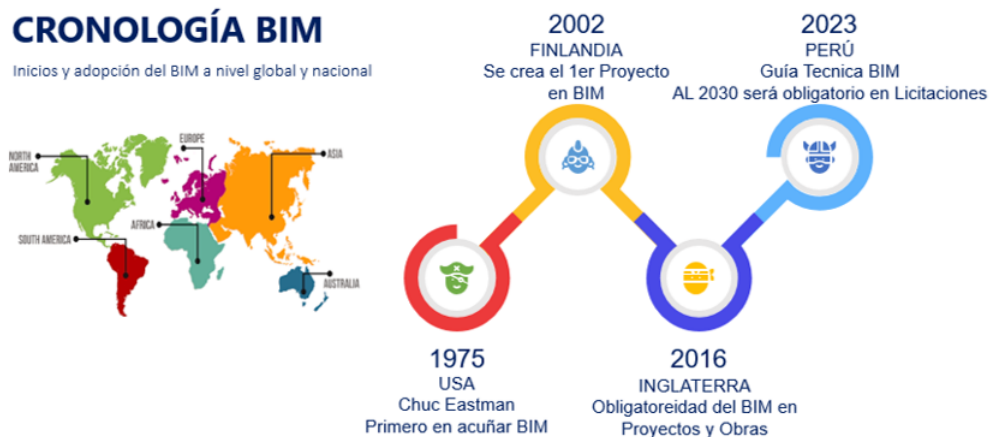 CRONOLOGÍA BIM
Inicios y adopción del BIM a nivel global y nacional
NORTH
AMERICA
EUROPE
ASIA
AFRICA
SOUTH AMERICA
AUSTRALIA
1975
USA
Chuc Eastman
Primero en acuñar BIM
2002
FINLANDIA
Se crea el 1er Proyecto
en BIM
2016
INGLATERRA
Obligatoreidad del BIM en
Proyectos y Obras
2023
PERÚ
Guía Tecnica BIM
AL 2030 será obligatorio en Licitaciones